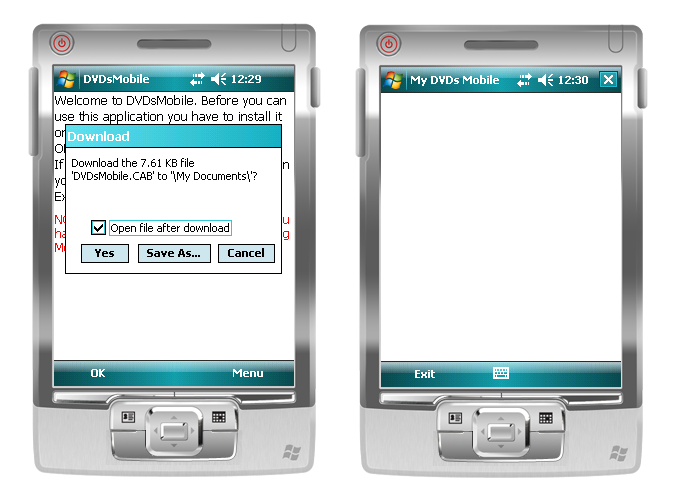 DVDsMobile 12:29
Welcome to DVDsMobile. Before you can
use this application you have to install it
Download
Download the 7.61 KB file
'DVDsMobile.CAB' to '\My Documents\'?
Open file after download
Yes Save As... Cancel
OK Menu
My DVDs Mobile 12:30
Exit